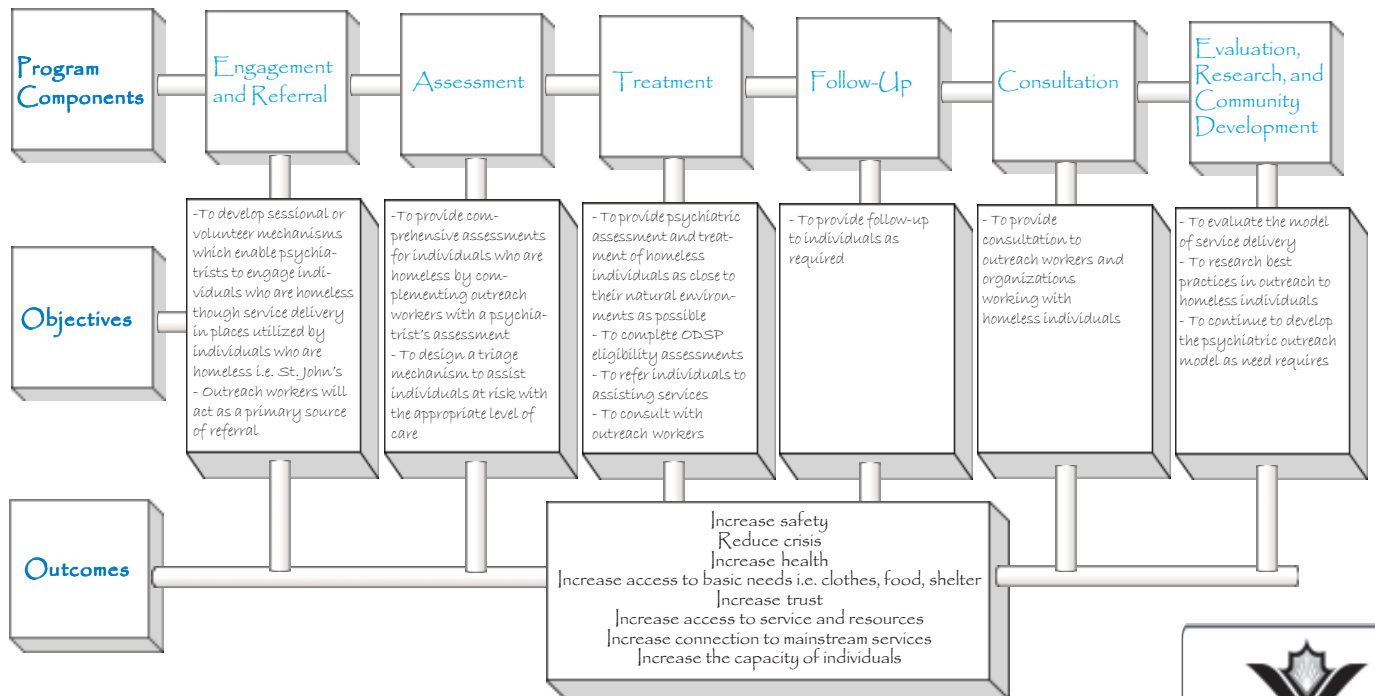 Program
Components
Engagement
and Referral
Assessment
Treatment
Follow-Up
Consultation
Evaluation,
Research, and
Community
Development
Objectives
-To develop sessional or
volunteer mechanisms
which enable psychia-
trists to engage indi-
viduals who are homeless
though service delivery
in places utilized by
individuals who are
homeless i.e. St. John's
- Outreach workers will
act as a primary source
of referral
-To provide com-
prehensive assessments
for individuals who are
homeless by com-
plementing outreach
workers with a psychia-
trist's assessment
- To design a triage
mechanism to assist
individuals at risk with
the appropriate level of
care
- To provide psychiatric
assessment and treat-
ment of homeless
individuals as close to
their natural environ-
ments as possible
- To complete ODSP
eligibility assessments
- To refer individuals to
assisting services
- To consult with
outreach workers
- To provide follow-up
to individuals as
required
- To provide
consultation to
outreach workers and
organizations
working with
homeless individuals
- To evaluate the model
of service delivery
- To research best
practices in outreach to
homeless individuals
- To continue to develop
the psychiatric outreach
model as need requires
Outcomes
Increase safety
Reduce crisis
Increase health
Increase access to basic needs i.e. clothes, food, shelter
Increase trust
Increase access to service and resources
Increase connection to mainstream services
Increase the capacity of individuals